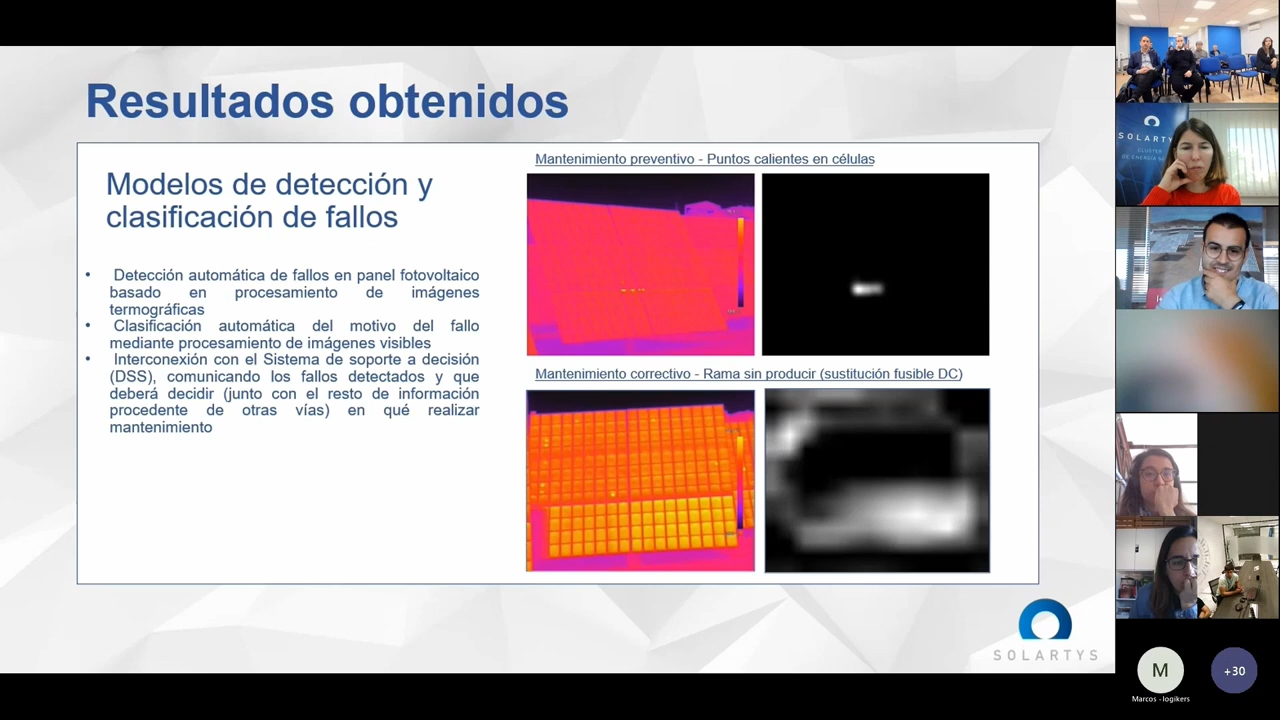 Resultados obtenidos
Modelos de detección y
clasificación de fallos
• Detección automática de fallos en panel fotovoltaico
basado en procesamiento de imágenes
termográficas
• Clasificación automática del motivo del fallo
mediante procesamiento de imágenes visibles
• Interconexión con el Sistema de soporte a decisión
(DSS), comunicando los fallos detectados y que
deberá decidir (junto con el resto de información
procedente de otras vías) en qué realizar
mantenimiento
Mantenimiento preventivo - Puntos calientes en células
Mantenimiento correctivo - Rama sin producir (sustitución fusible DC)
SOLARTYS
SOLARTY
CLUSTER
DE ENERGÍA
M
Marcos - logikers
+30